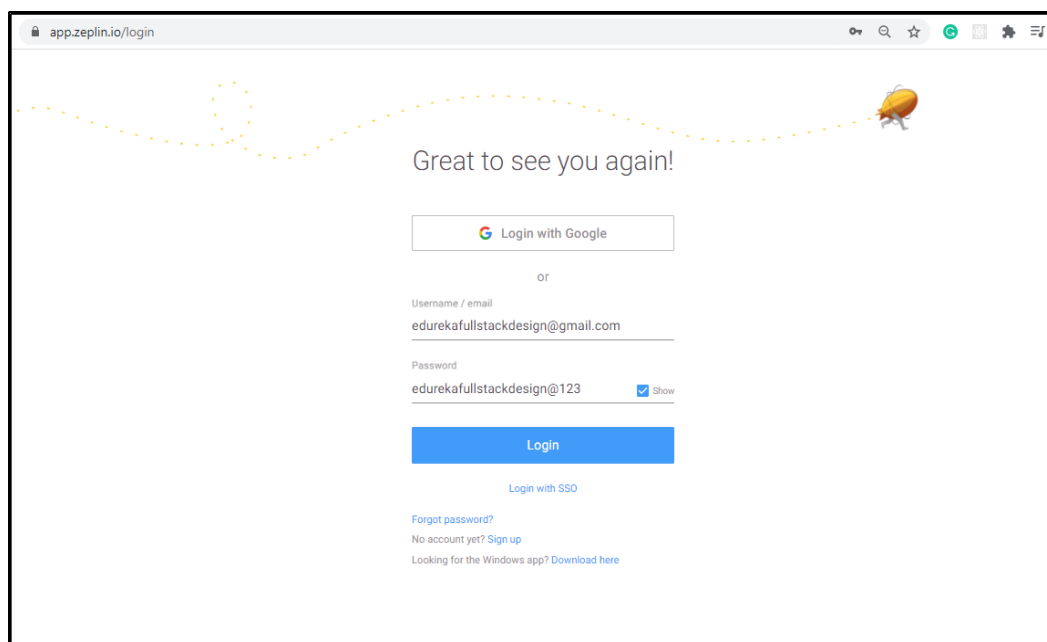 app.zeplin.io/login
Great to see you again!
Login with Google
or
Username / email
edurekafullstackdesign@gmail.com
Password
edurekafullstackdesign@123 Show
Login
Login with SSO
Forgot password?
No account yet? Sign up
Looking for the Windows app? Download here